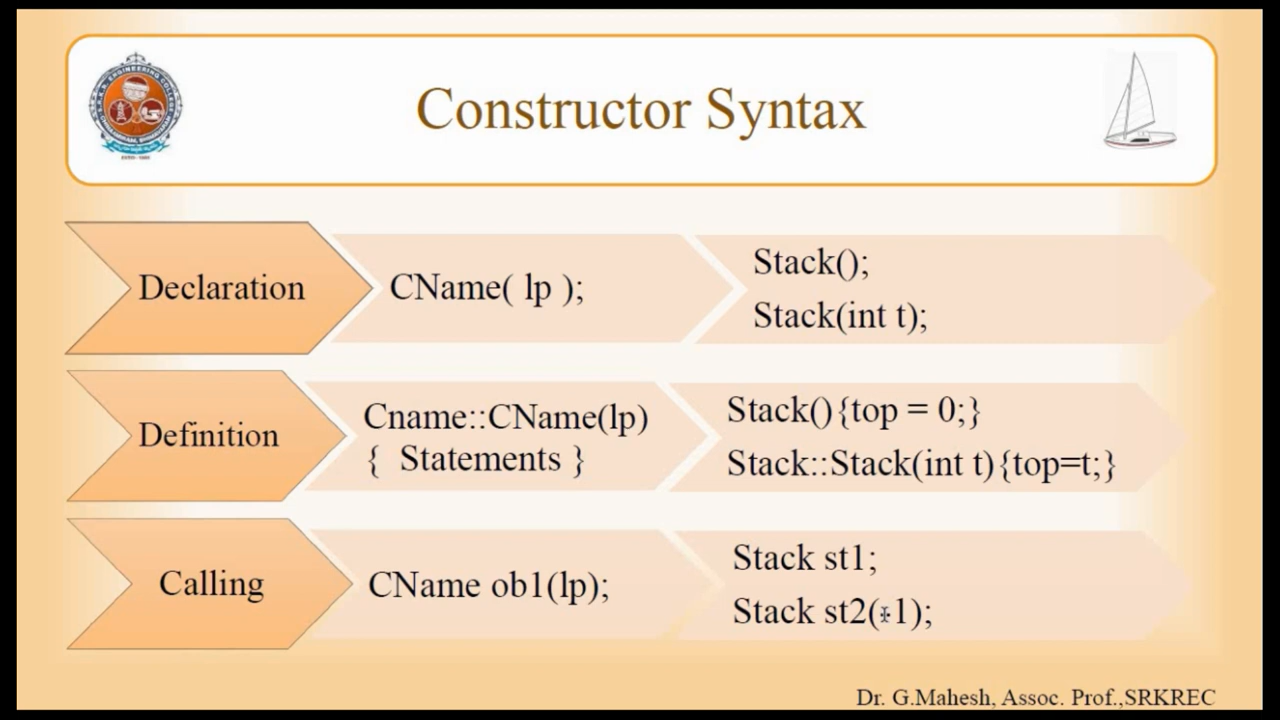 Constructor Syntax
Declaration
CName( lp );
Stack();
Stack(int t);
Definition
Cname::CName(lp)
{ Statements }
Stack(){top = 0;}
Stack::Stack(int t){top=t;}
Calling
CName ob1(lp);
Stack st1;
Stack st2(-1);
Dr. G.Mahesh, Assoc. Prof.,SRKREC